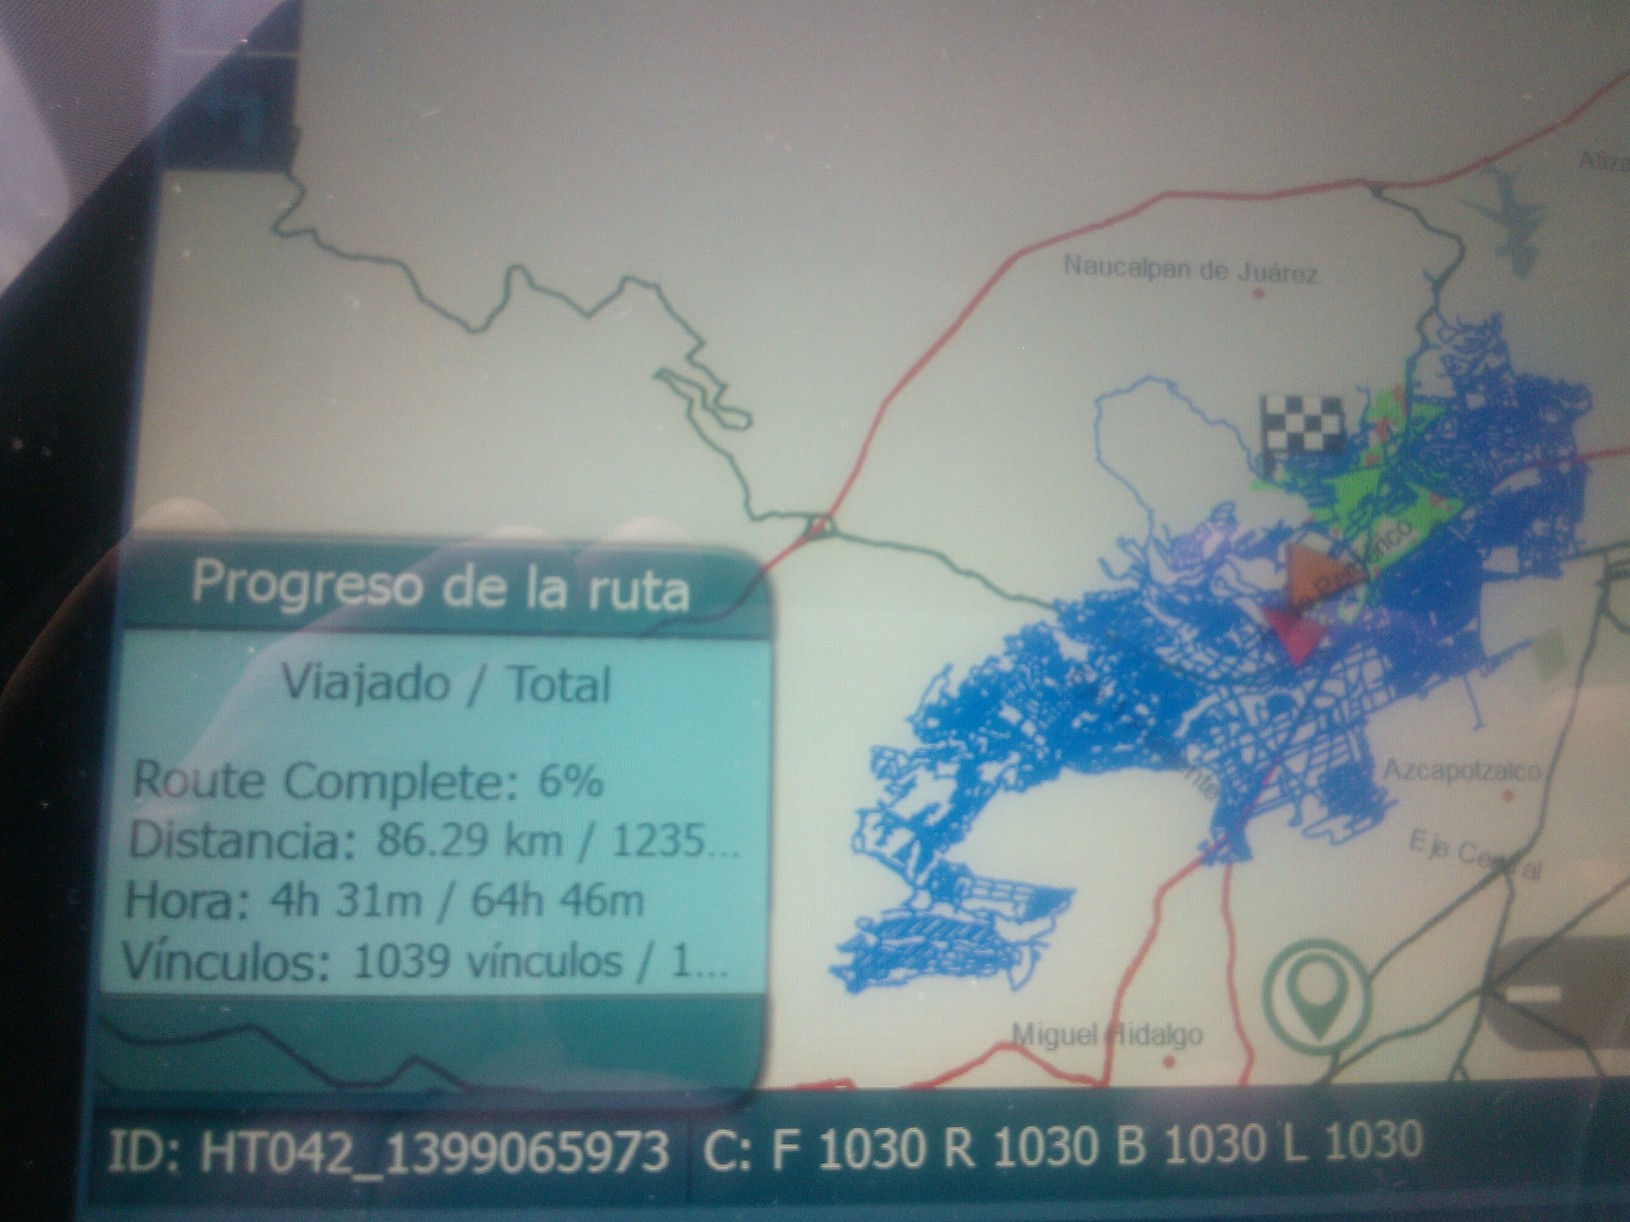 Aliza
Naucalpan de Juárez
Periférico
Progreso de la ruta
Viajado / Total
Route Complete: 6%
Distancia: 86.29 km / 1235...
Hora: 4h 31m / 64h 46m
Vínculos: 1039 vínculos / 1...
Azcapotzalco
Eje Central
Miguel Hidalgo
ID: HT042_1399065973 C: F 1030 R 1030 B 1030 L 1030